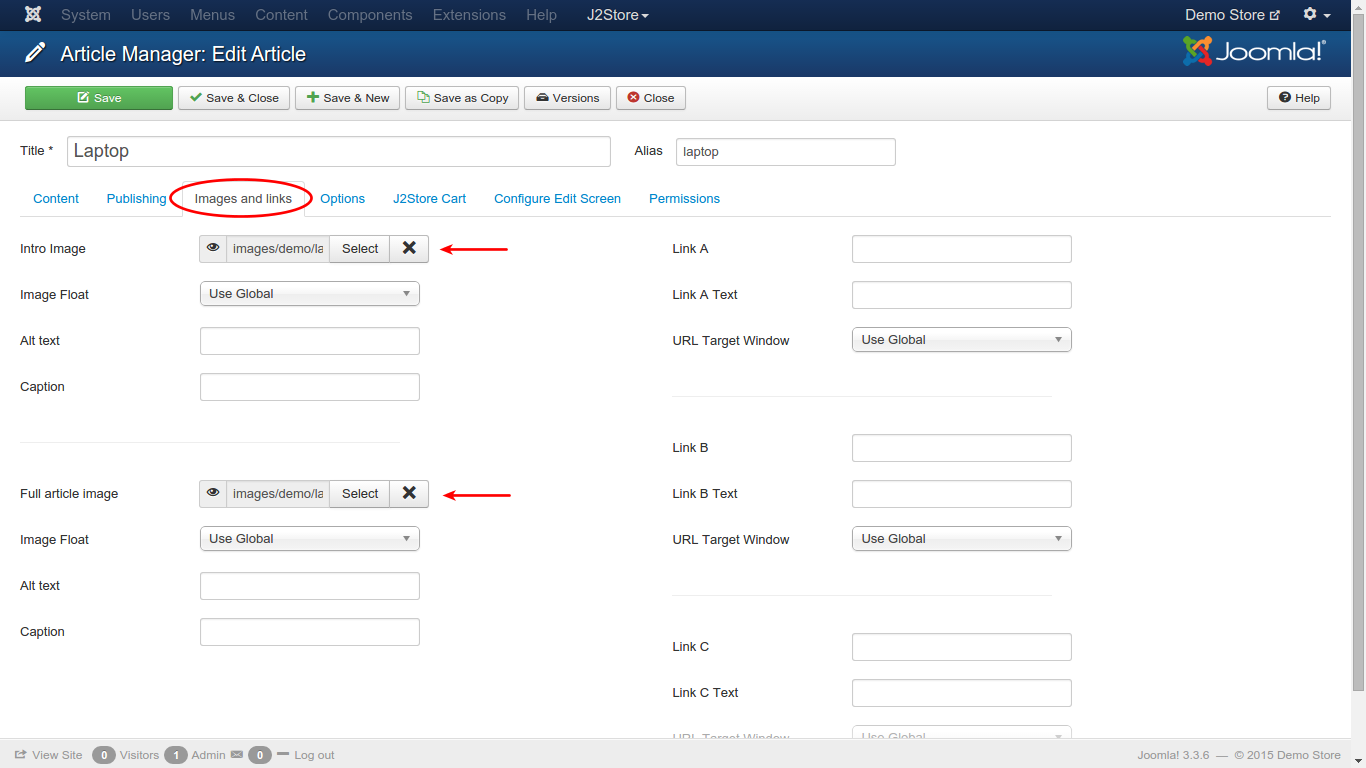 System Users Menus Content Components Extensions Help J2Store Demo Store
Article Manager: Edit Article Joomla!®
Save Save & Close Save & New Save as Copy Versions Close Help
Title * Laptop Alias laptop
Content Publishing Images and links Options J2Store Cart Configure Edit Screen Permissions
Intro Image images/demo/la Select Link A
Image Float Use Global Link A Text
Alt text URL Target Window Use Global
Caption
Link B
Full article image images/demo/la Select Link B Text
Image Float Use Global URL Target Window Use Global
Alt text
Caption
Link C
Link C Text
URL Target Window Use Global
View Site 0 Visitors 1 Admin 0 Log out Joomla! 3.3.6 — © 2015 Demo Store